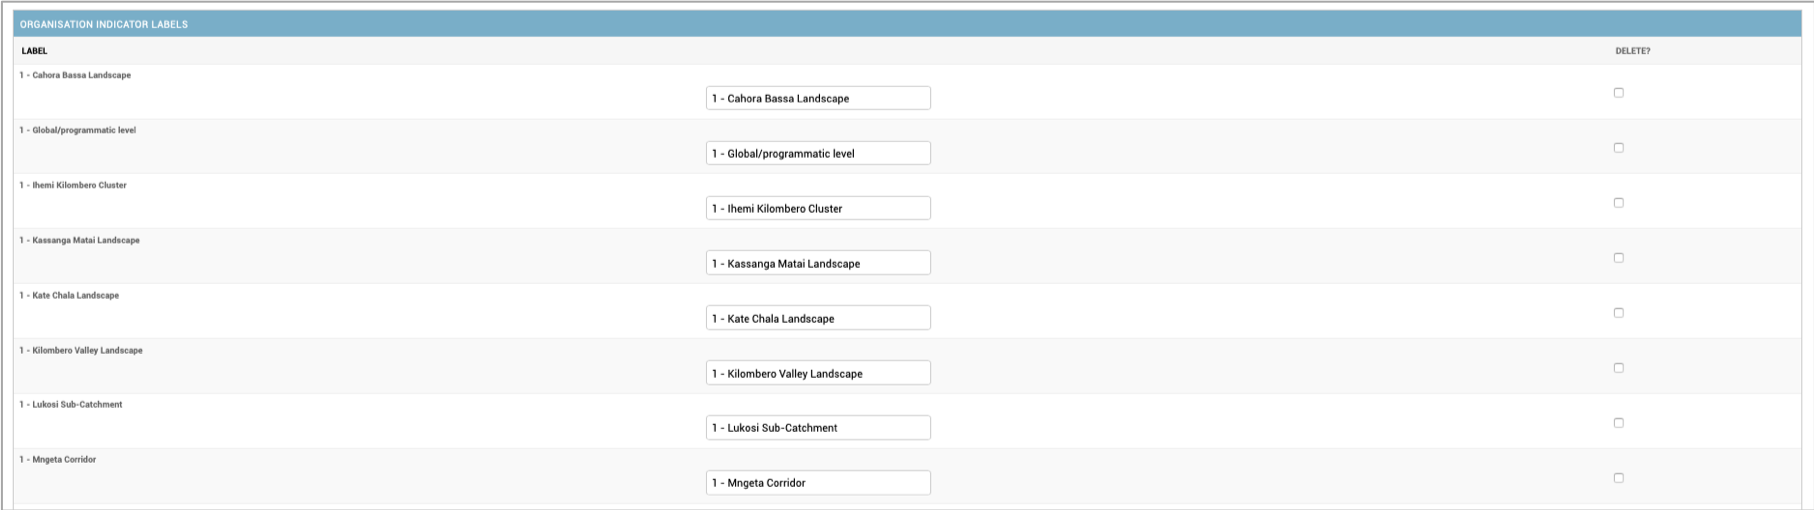 ORGANISATION INDICATOR LABELS
LABEL DELETE?
1 - Cahora Bassa Landscape
1 - Cahora Bassa Landscape
1 - Global/programmatic level
1 - Global/programmatic level
1 - Ihemi Kilombero Cluster
1 - Ihemi Kilombero Cluster
1 - Kassanga Matai Landscape
1 - Kassanga Matai Landscape
1 - Kate Chala Landscape
1 - Kate Chala Landscape
1 - Kilombero Valley Landscape
1 - Kilombero Valley Landscape
1 - Lukosi Sub-Catchment
1 - Lukosi Sub-Catchment
1 - Mngeta Corridor
1 - Mngeta Corridor